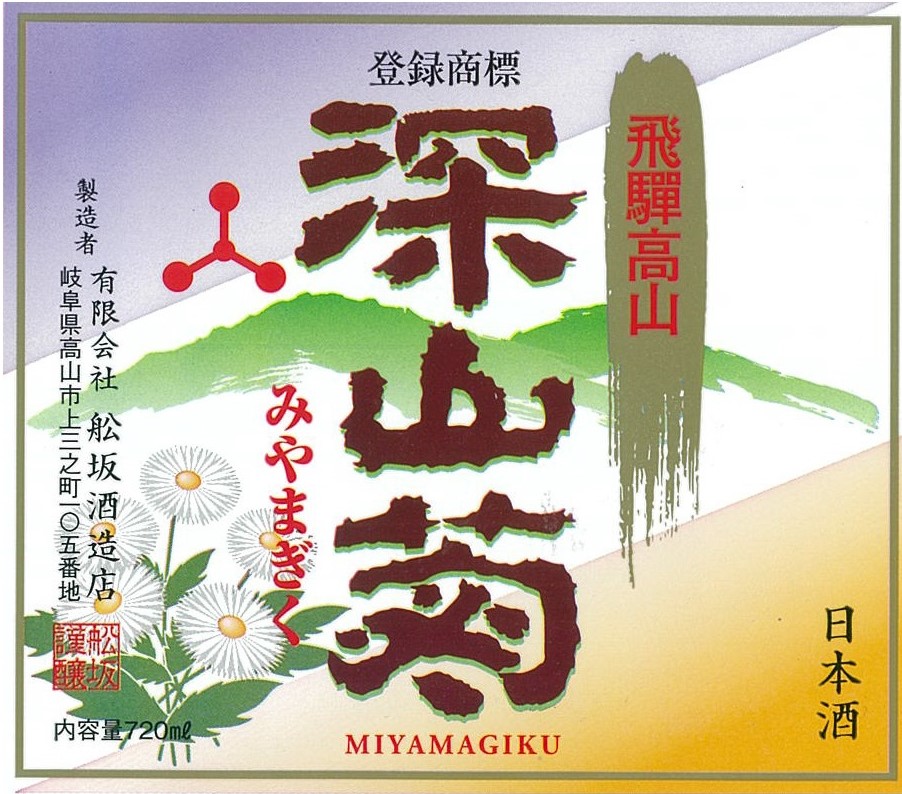 登録商標
飛騨高山
深山菊
みやまぎく
MIYAMAGIKU
日本酒
製造者
有限会社 舩坂酒造店
岐阜県高山市上三之町一〇五番地
舩坂
謹醸
内容量720㎖